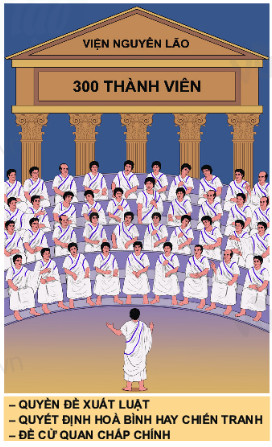 VIỆN NGUYÊN LÃO
300 THÀNH VIÊN
– QUYỀN ĐỀ XUẤT LUẬT
– QUYẾT ĐỊNH HOÀ BÌNH HAY CHIẾN TRANH
– ĐỀ CỬ QUAN CHẤP CHÍNH